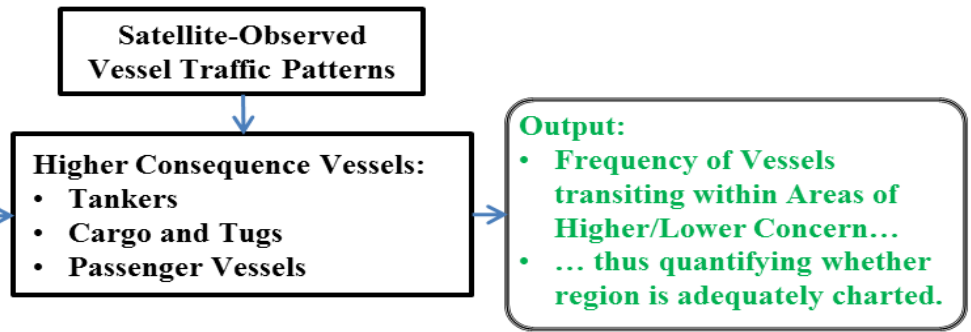 Satellite-Observed
Vessel Traffic Patterns
Higher Consequence Vessels:
• Tankers
• Cargo and Tugs
• Passenger Vessels
Output:
• Frequency of Vessels
transiting within Areas of
Higher/Lower Concern…
• … thus quantifying whether
region is adequately charted.